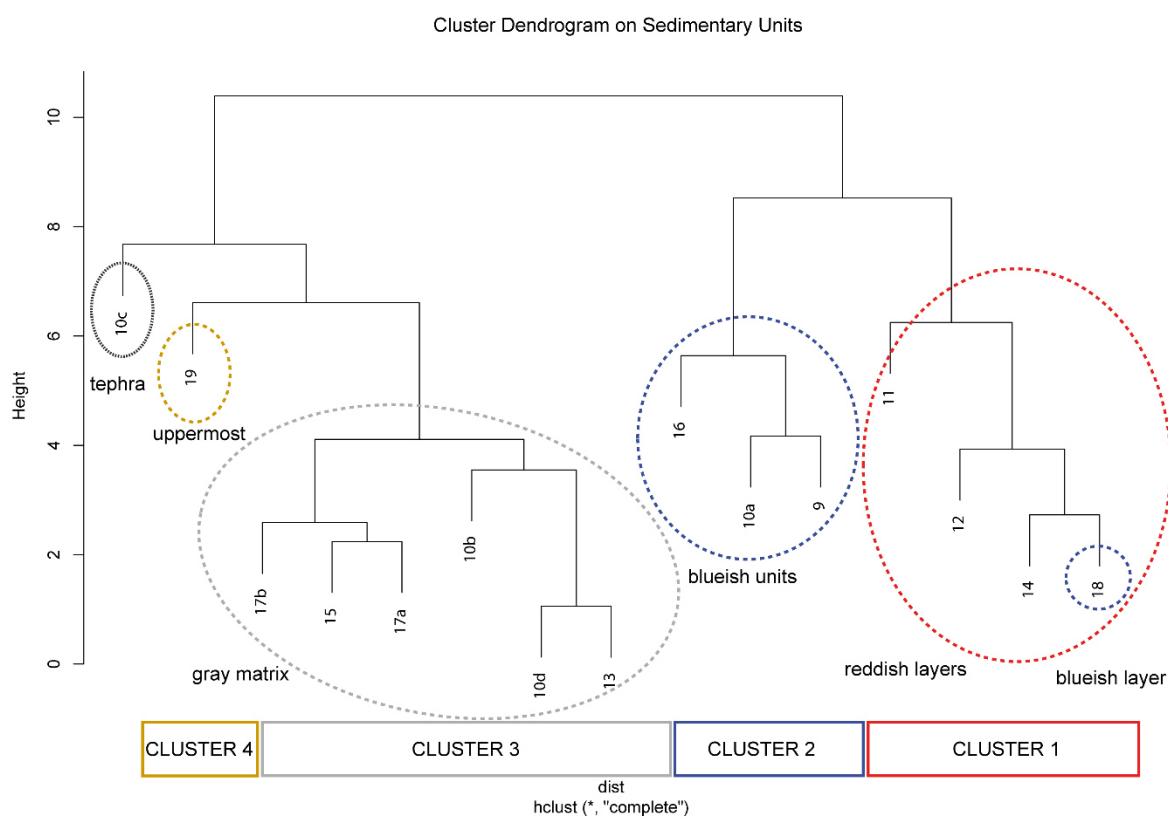 Cluster Dendrogram on Sedimentary Units
Height
10
8
6
4
2
0
10c
tephra
19
uppermost
17b
15
17a
10b
10d
13
gray matrix
16
10a
9
blueish units
11
12
14
18
reddish layers
blueish layer
CLUSTER 4
CLUSTER 3
CLUSTER 2
CLUSTER 1
dist
hclust (*, "complete")